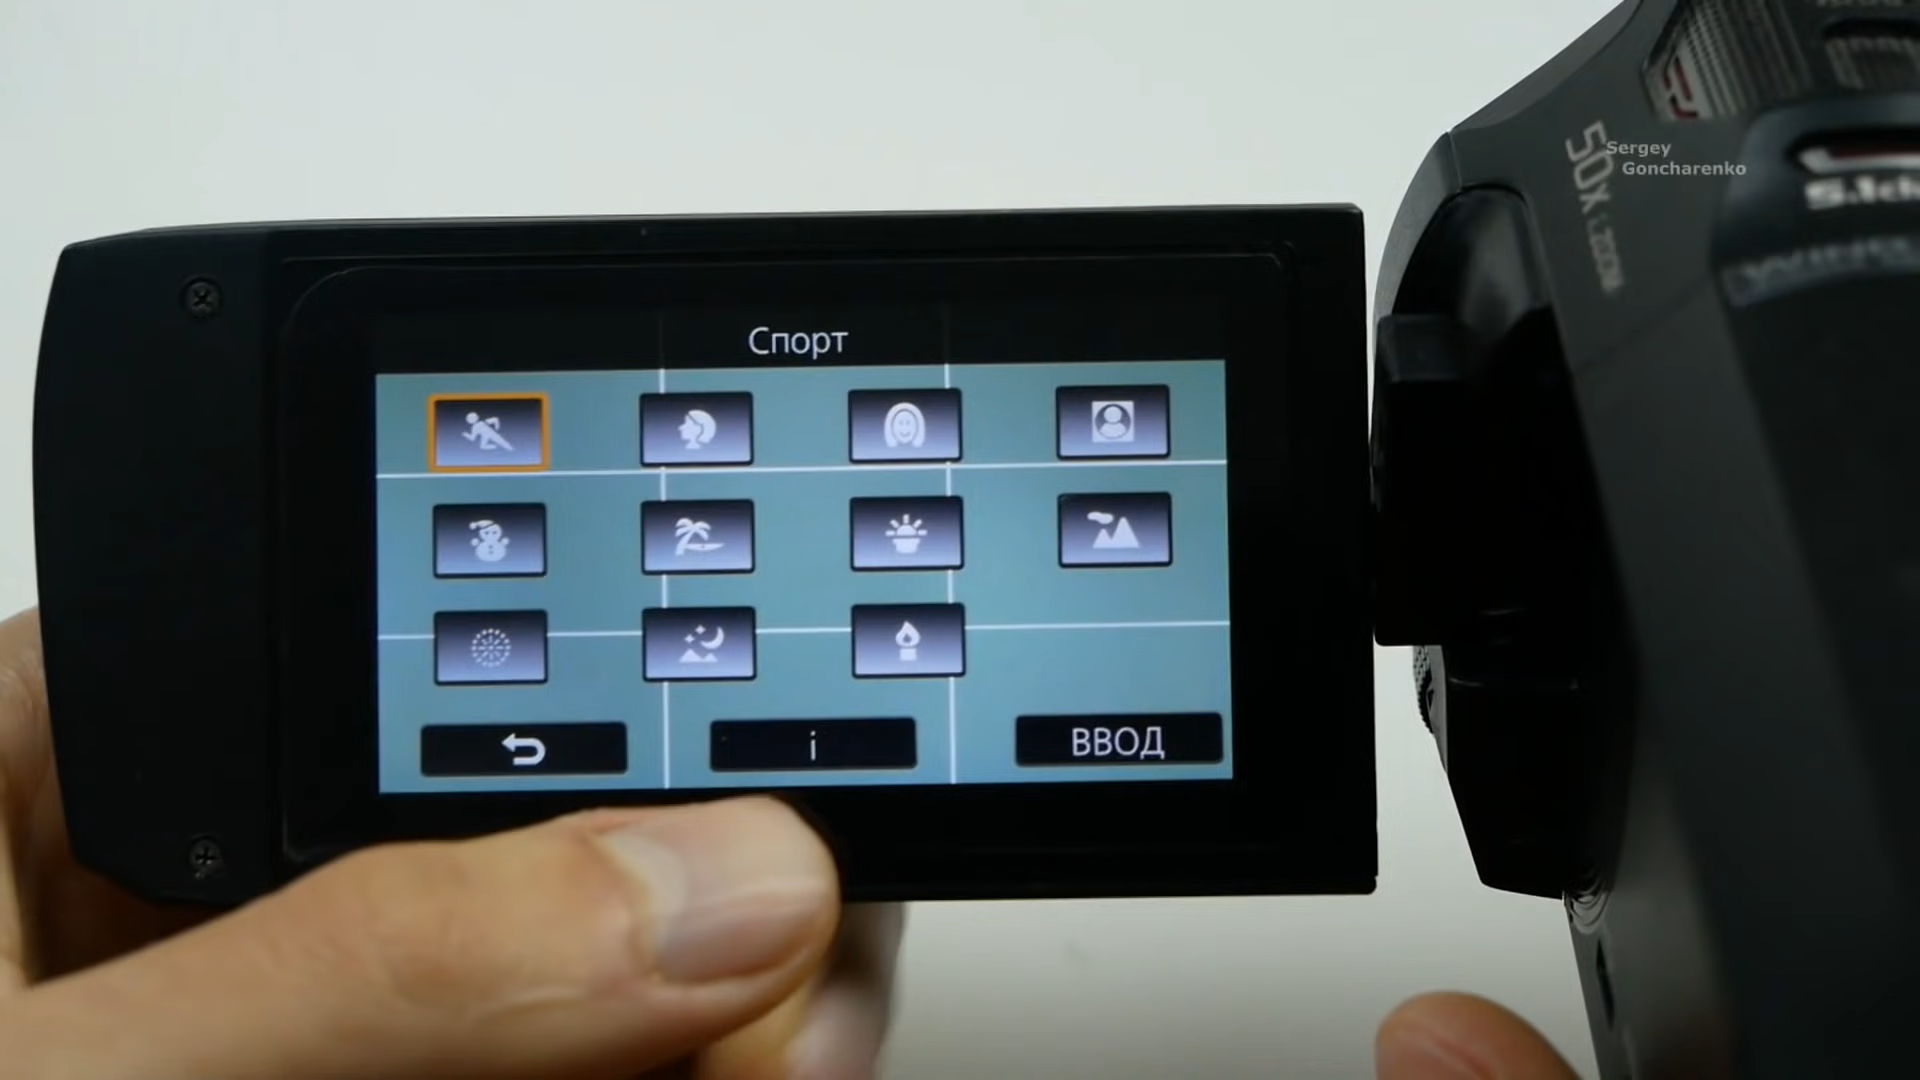 50x
Sergey
Goncharenko
Спорт
i
ВВОД